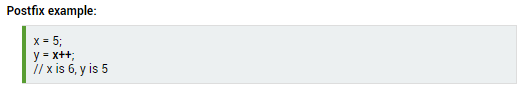 Postfix example:
x = 5;
y = x++;
// x is 6, y is 5